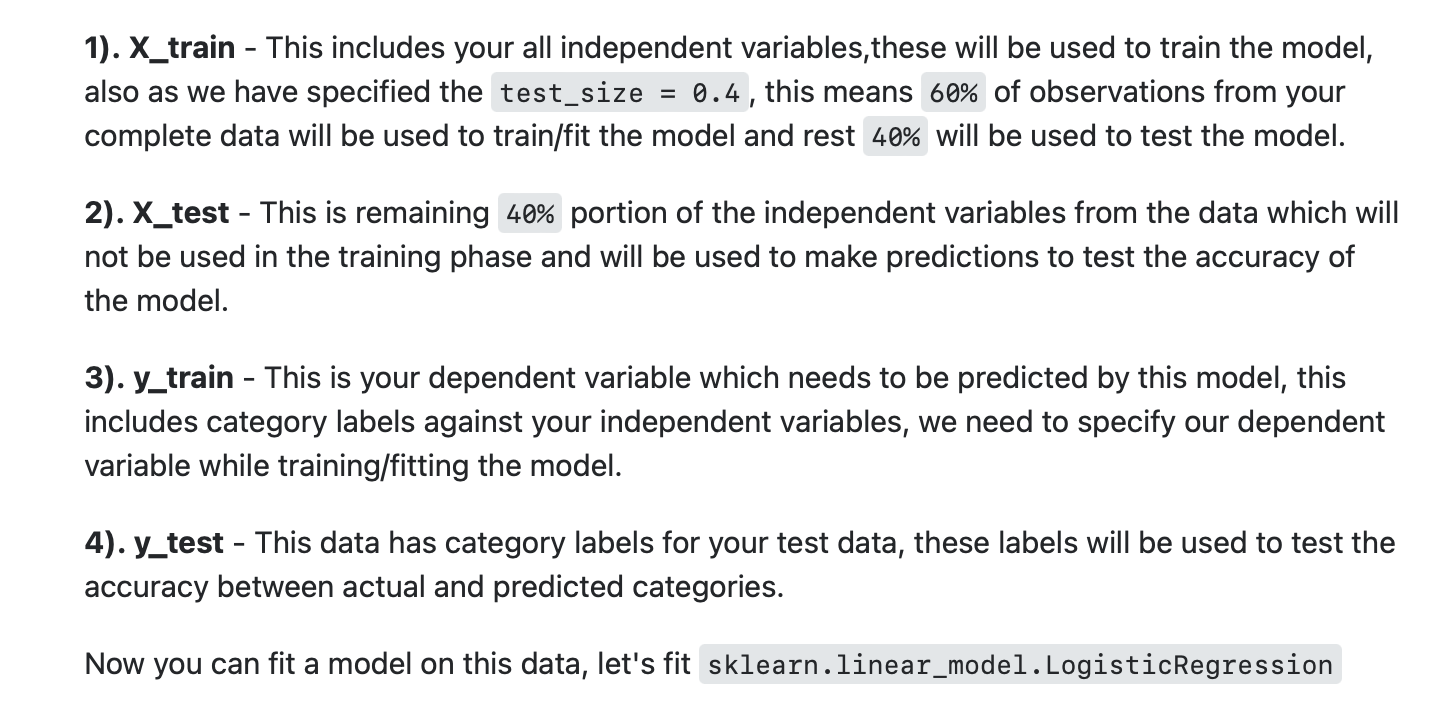 1). X_train - This includes your all independent variables,these will be used to train the model,
also as we have specified the test_size = 0.4, this means 60% of observations from your
complete data will be used to train/fit the model and rest 40% will be used to test the model.
2). X_test - This is remaining 40% portion of the independent variables from the data which will
not be used in the training phase and will be used to make predictions to test the accuracy of
the model.
3). y_train - This is your dependent variable which needs to be predicted by this model, this
includes category labels against your independent variables, we need to specify our dependent
variable while training/fitting the model.
4). y_test - This data has category labels for your test data, these labels will be used to test the
accuracy between actual and predicted categories.
Now you can fit a model on this data, let's fit sklearn.linear_model.LogisticRegression